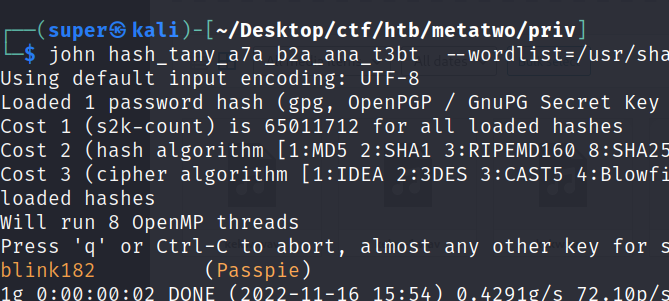 ┌──(super㉿kali)-[~/Desktop/ctf/htb/metatwo/priv]
└─$ john hash_tany_a7a_b2a_ana_t3bt --wordlist=/usr/sha
Using default input encoding: UTF-8
Loaded 1 password hash (gpg, OpenPGP / GnuPG Secret Key
Cost 1 (s2k-count) is 65011712 for all loaded hashes
Cost 2 (hash algorithm [1:MD5 2:SHA1 3:RIPEMD160 8:SHA25
Cost 3 (cipher algorithm [1:IDEA 2:3DES 3:CAST5 4:Blowfi
loaded hashes
Will run 8 OpenMP threads
Press 'q' or Ctrl-C to abort, almost any other key for s
blink182 (Passpie)
1g 0:00:00:02 DONE (2022-11-16 15:54) 0.4291g/s 72.10p/s